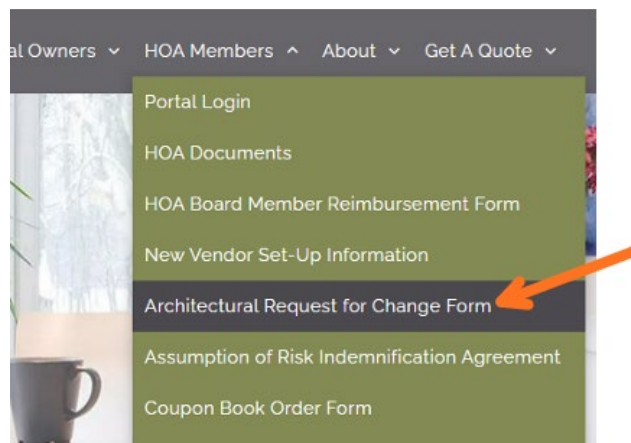 al Owners HOA Members About Get A Quote
Portal Login
HOA Documents
HOA Board Member Reimbursement Form
New Vendor Set-Up Information
Architectural Request for Change Form
Assumption of Risk Indemnification Agreement
Coupon Book Order Form